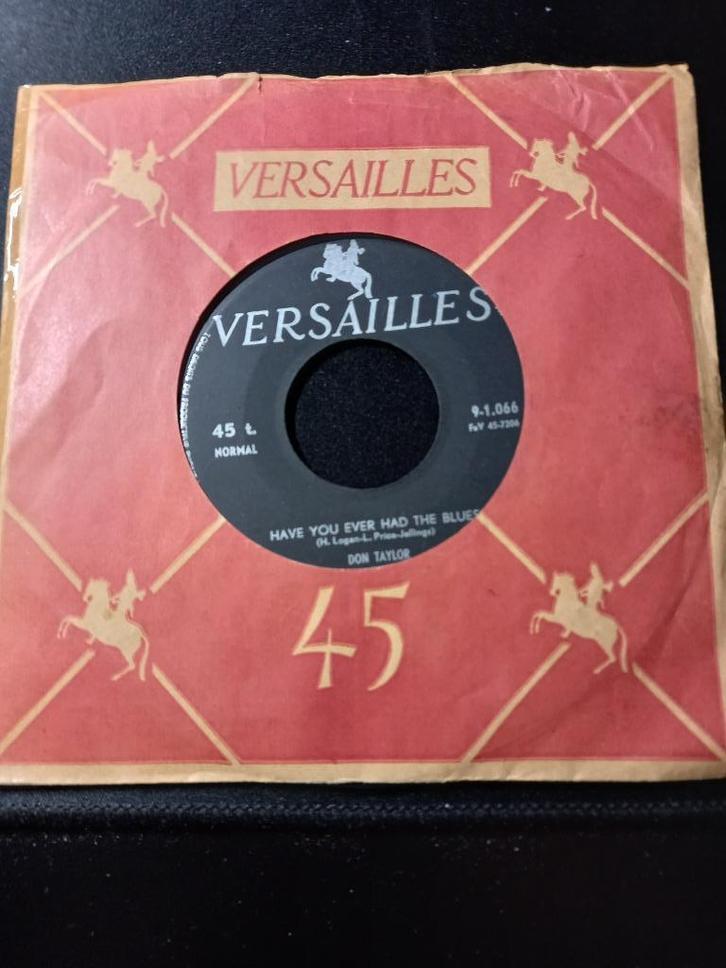 VERSAILLES
VERSAILLES
45 t.
NORMAL
9-1.066
FaV 45-7206
HAVE YOU EVER HAD THE BLUES
(H. Logan-L. Price-Jellings)
DON TAYLOR
45